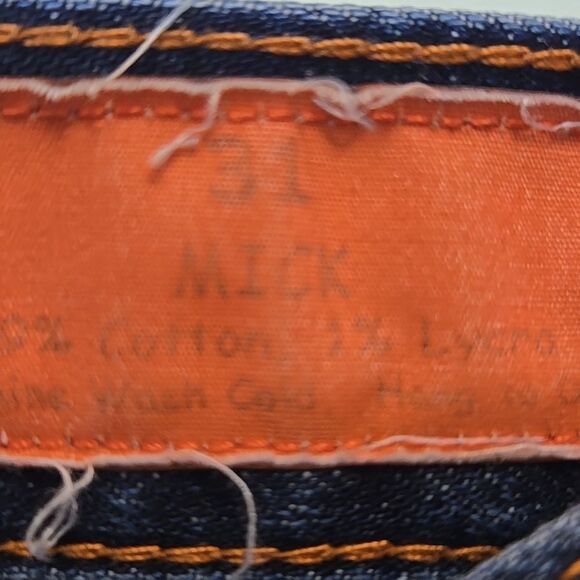 31
MICK
% Cotton, 1% Lycra
Wash Cold Hang to